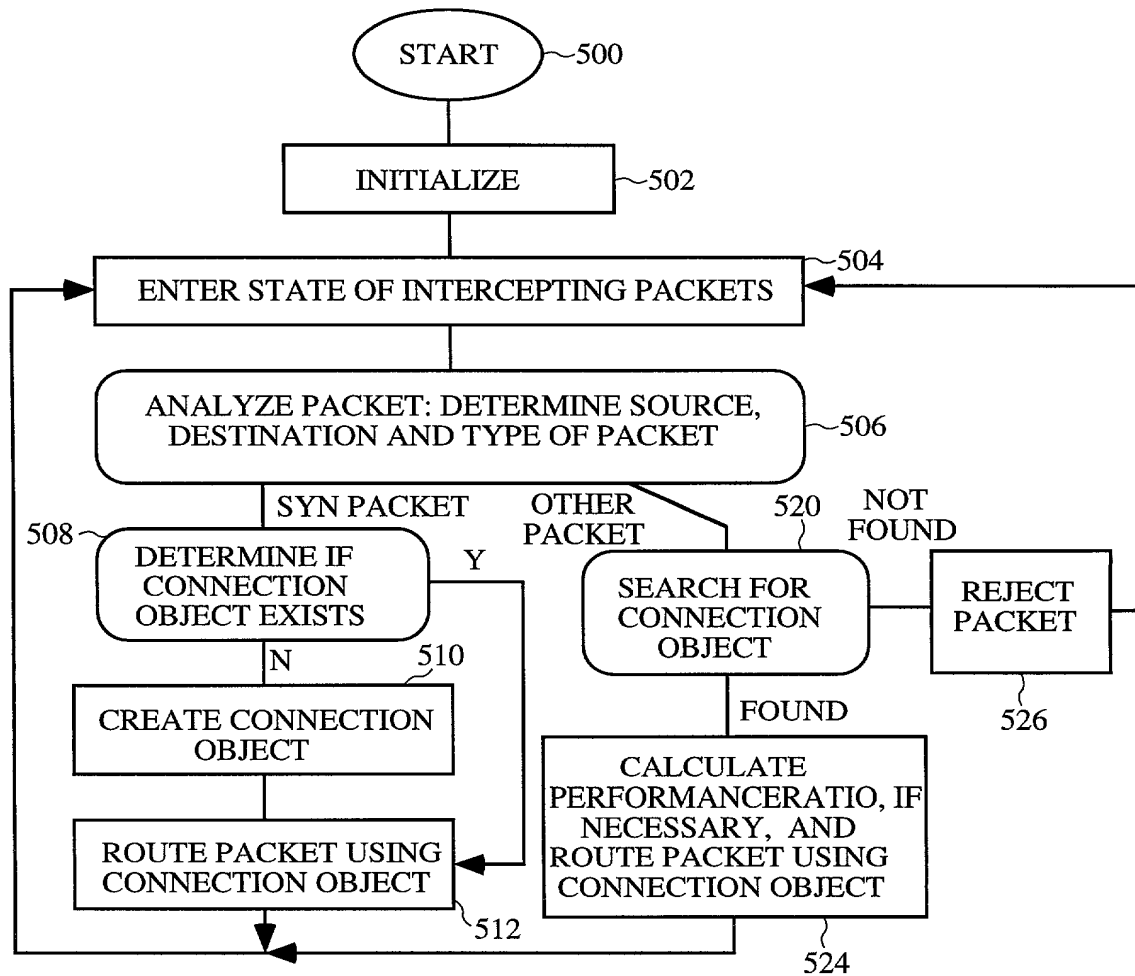 START
500
INITIALIZE
502
504
ENTER STATE OF INTERCEPTING PACKETS
ANALYZE PACKET: DETERMINE SOURCE,
DESTINATION AND TYPE OF PACKET
506
SYN PACKET
OTHER
PACKET
508
DETERMINE IF
CONNECTION
OBJECT EXISTS
Y
N
520
NOT
FOUND
SEARCH FOR
CONNECTION
OBJECT
REJECT
PACKET
526
510
CREATE CONNECTION
OBJECT
FOUND
ROUTE PACKET USING
CONNECTION OBJECT
512
CALCULATE
PERFORMANCERATIO, IF
NECESSARY, AND
ROUTE PACKET USING
CONNECTION OBJECT
524